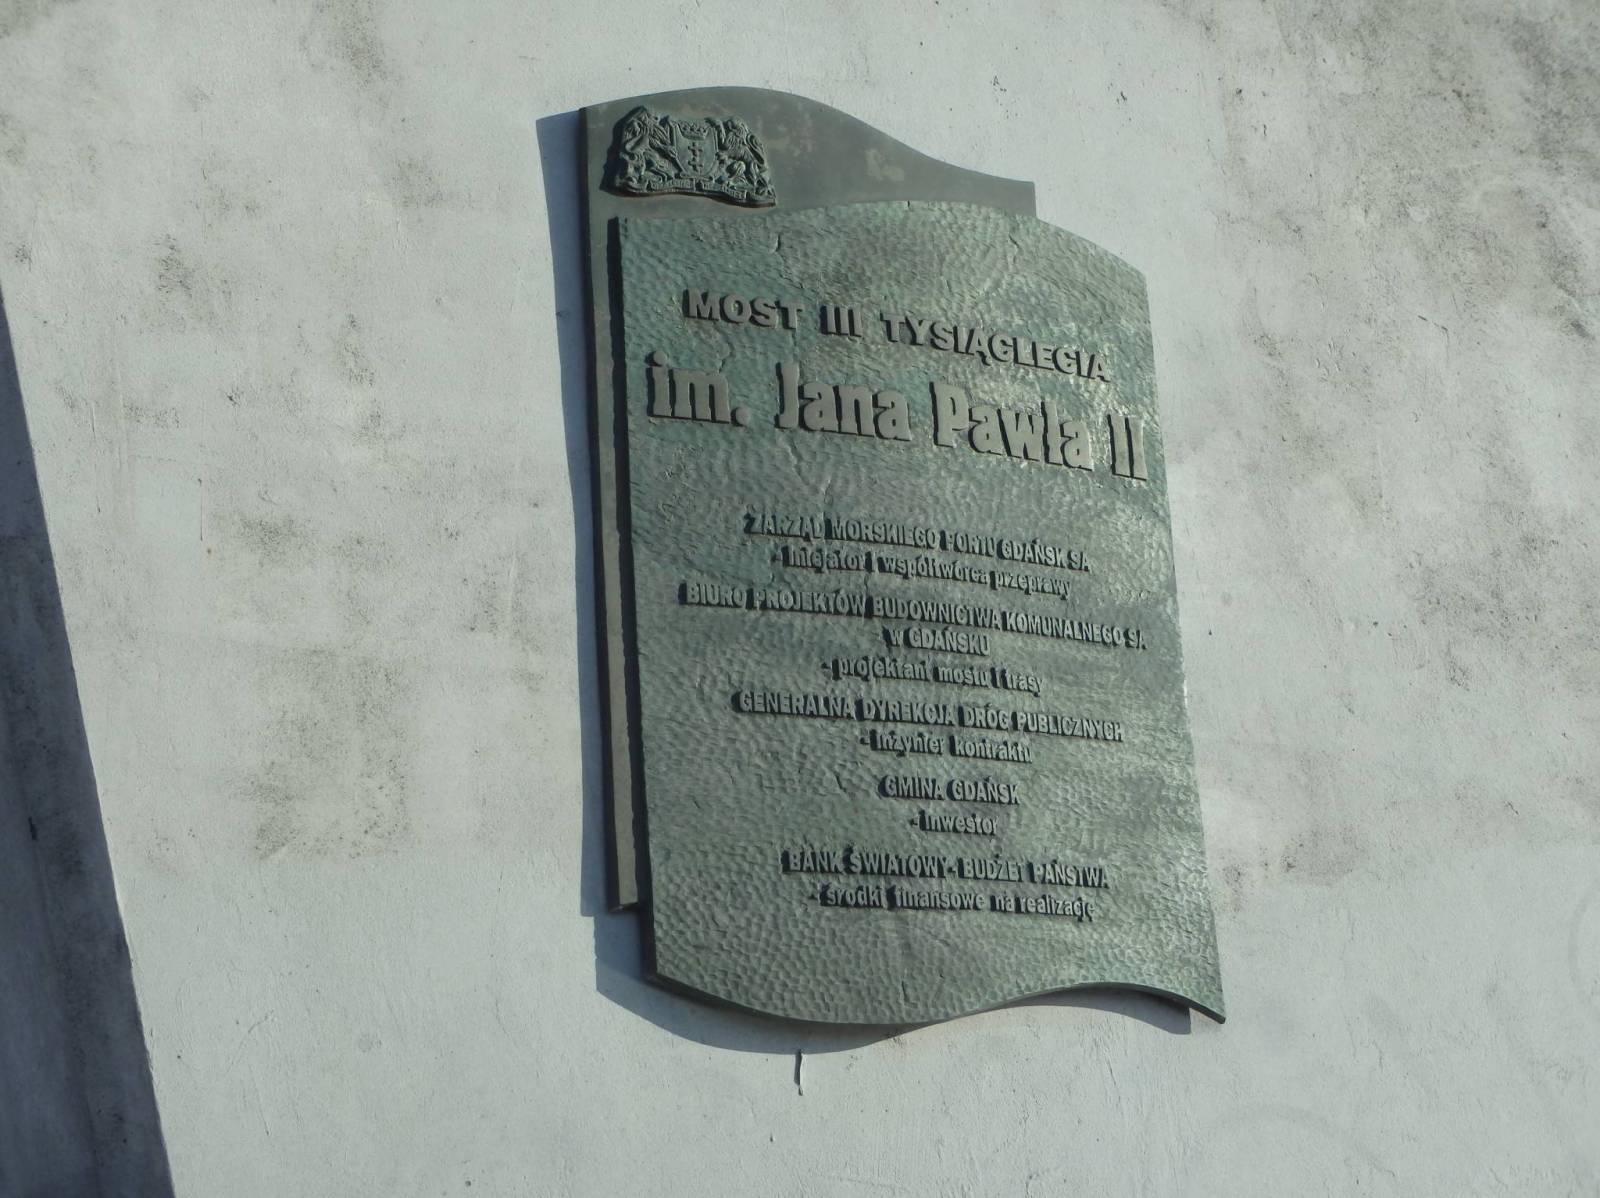 MOST III TYSIĄCLECIA
im. Jana Pawła II
ZARZĄD MORSKIEGO PORTU GDAŃSK SA
- inicjator i współtwórca przeprawy
BIURO PROJEKTÓW BUDOWNICTWA KOMUNALNEGO SA
W GDAŃSKU
- projektant mostu i trasy
GENERALNA DYREKCJA DRÓG PUBLICZNYCH
- inżynier kontraktu
GMINA GDAŃSK
- inwestor
BANK ŚWIATOWY - BUDŻET PAŃSTWA
- środki finansowe na realizację